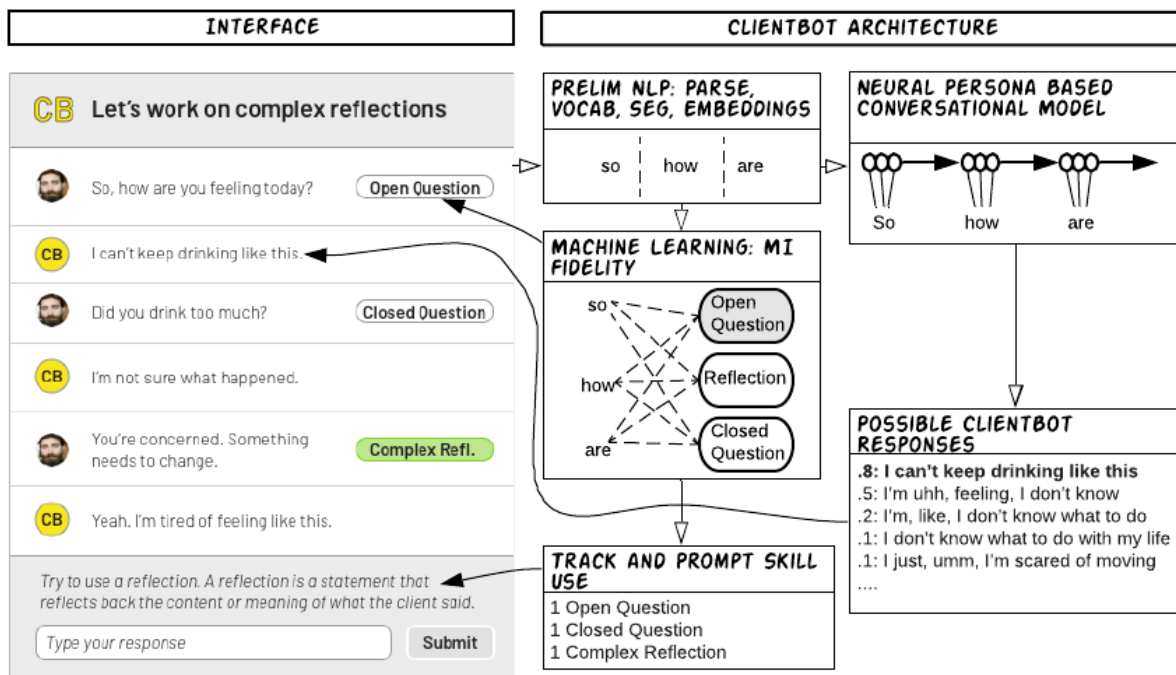 INTERFACE
CLIENTBOT ARCHITECTURE
CB Let's work on complex reflections
So, how are you feeling today? Open Question
CB I can't keep drinking like this.
Did you drink too much? Closed Question
CB I'm not sure what happened.
You're concerned. Something
needs to change. Complex Refl.
CB Yeah. I'm tired of feeling like this.
Try to use a reflection. A reflection is a statement that
reflects back the content or meaning of what the client said.
Type your response Submit
PRELIM NLP: PARSE,
VOCAB, SEG, EMBEDDINGS
so how are
NEURAL PERSONA BASED
CONVERSATIONAL MODEL
So how are
MACHINE LEARNING: MI
FIDELITY
so
how
are
Open
Question
Reflection
Closed
Question
POSSIBLE CLIENTBOT
RESPONSES
.8: I can't keep drinking like this
.5: I'm uhh, feeling, I don't know
.2: I'm, like, I don't know what to do
.1: I don't know what to do with my life
.1: I just, umm, I'm scared of moving
....
TRACK AND PROMPT SKILL
USE
1 Open Question
1 Closed Question
1 Complex Reflection